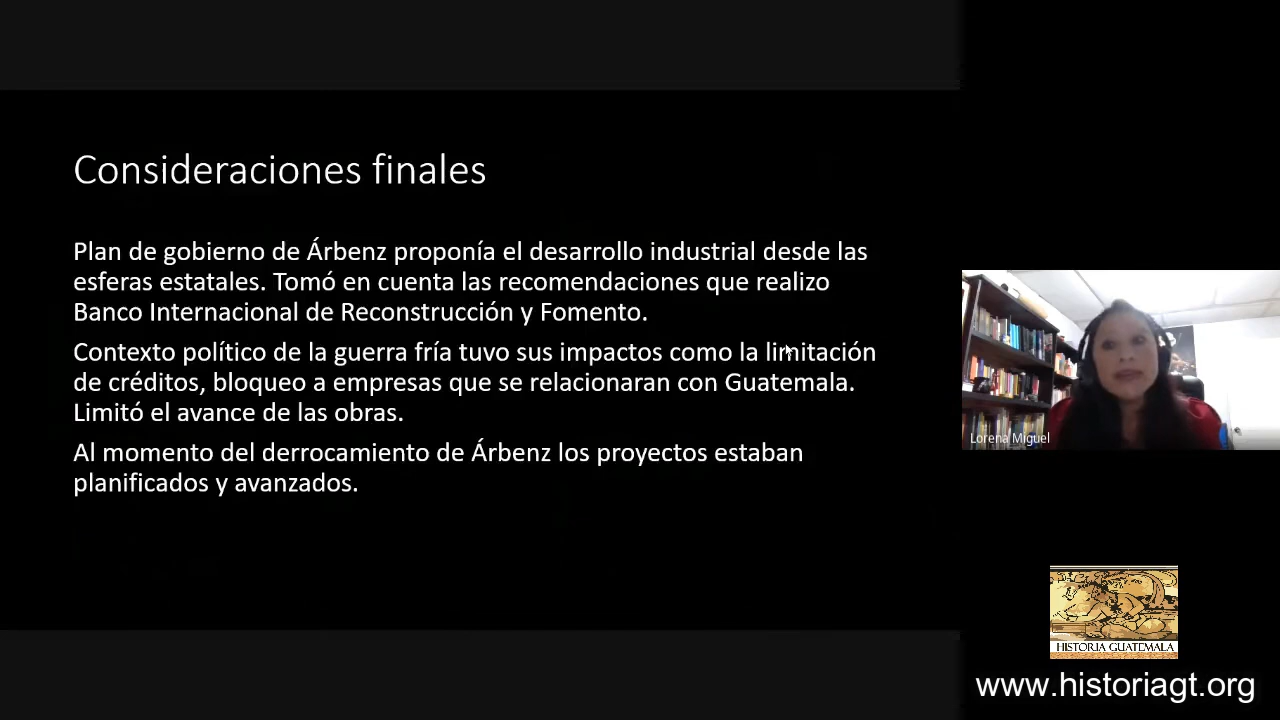 Consideraciones finales
Plan de gobierno de Árbenz proponía el desarrollo industrial desde las
esferas estatales. Tomó en cuenta las recomendaciones que realizo
Banco Internacional de Reconstrucción y Fomento.
Contexto político de la guerra fría tuvo sus impactos como la limitación
de créditos, bloqueo a empresas que se relacionaran con Guatemala.
Limitó el avance de las obras.
Al momento del derrocamiento de Árbenz los proyectos estaban
planificados y avanzados.
Lorena Miguel
HISTORIA GUATEMALA
www.historiagt.org